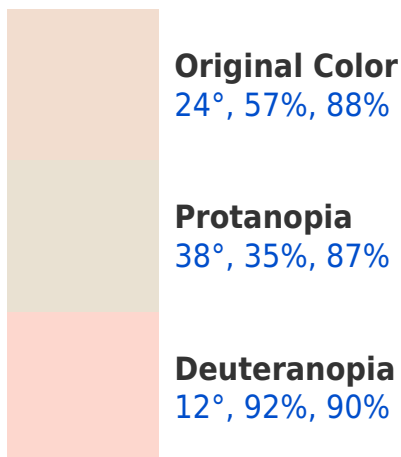 Original Color
24°, 57%, 88%
Protanopia
38°, 35%, 87%
Deuteranopia
12°, 92%, 90%